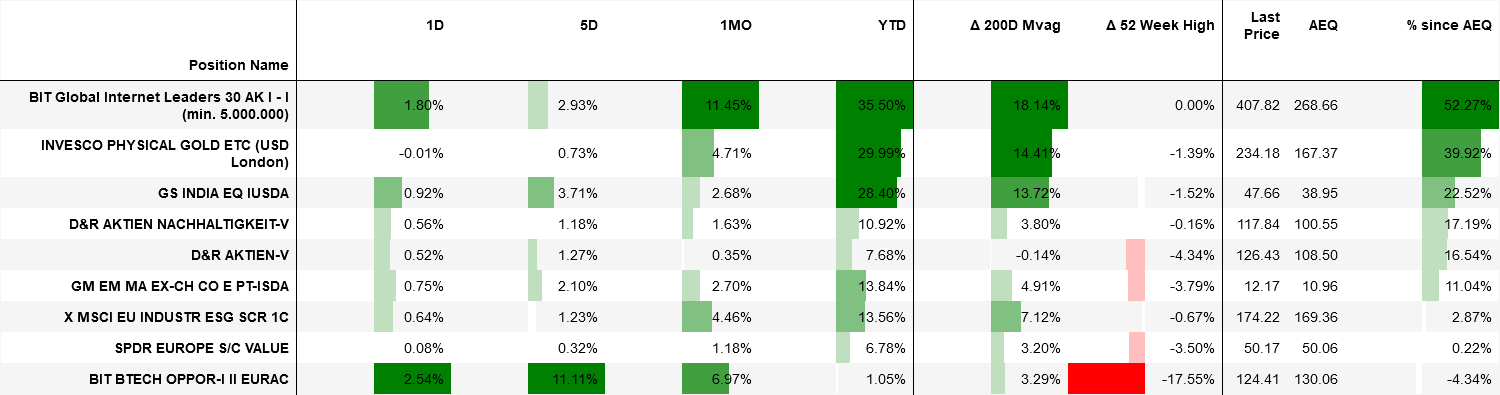 Position Name 1D 5D 1MO YTD Δ 200D Mvag Δ 52 Week High Last Price AEQ % since AEQ
BIT Global Internet Leaders 30 AK I - I (min. 5.000.000) 1.80% 2.93% 11.45% 35.50% 18.14% 0.00% 407.82 268.66 52.27%
INVESCO PHYSICAL GOLD ETC (USD London) -0.01% 0.73% 4.71% 29.99% 14.41% -1.39% 234.18 167.37 39.92%
GS INDIA EQ IUSDA 0.92% 3.71% 2.68% 28.40% 13.72% -1.52% 47.66 38.95 22.52%
D&R AKTIEN NACHHALTIGKEIT-V 0.56% 1.18% 1.63% 10.92% 3.80% -0.16% 117.84 100.55 17.19%
D&R AKTIEN-V 0.52% 1.27% 0.35% 7.68% -0.14% -4.34% 126.43 108.50 16.54%
GM EM MA EX-CH CO E PT-ISDA 0.75% 2.10% 2.70% 13.84% 4.91% -3.79% 12.17 10.96 11.04%
X MSCI EU INDUSTR ESG SCR 1C 0.64% 1.23% 4.46% 13.56% 7.12% -0.67% 174.22 169.36 2.87%
SPDR EUROPE S/C VALUE 0.08% 0.32% 1.18% 6.78% 3.20% -3.50% 50.17 50.06 0.22%
BIT BTECH OPPOR-I II EURAC 2.54% 11.11% 6.97% 1.05% 3.29% -17.55% 124.41 130.06 -4.34%